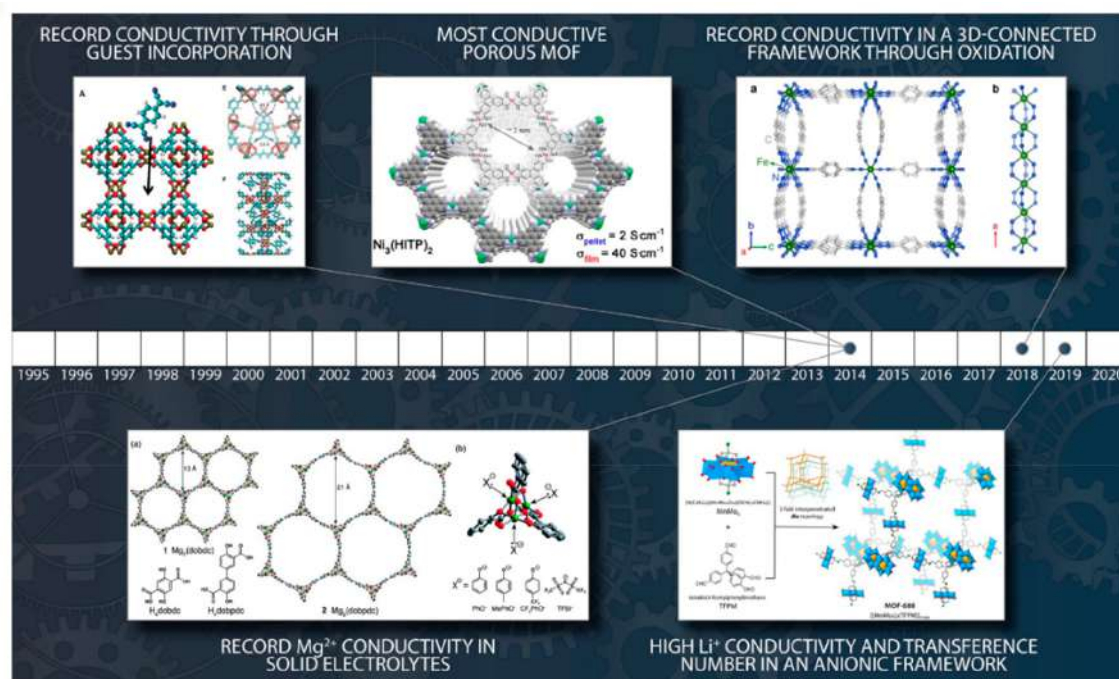 RECORD CONDUCTIVITY THROUGH
GUEST INCORPORATION
MOST CONDUCTIVE
POROUS MOF
RECORD CONDUCTIVITY IN A 3D-CONNECTED
FRAMEWORK THROUGH OXIDATION
A
E
F
~ 2 nm
Ni₃(HITP)₂
σpellet = 2 S·cm⁻¹
σfilm = 40 S·cm⁻¹
a
b
C
Fe
N
b
c
a
a
1995 1996 1997 1998 1999 2000 2001 2002 2003 2004 2005 2006 2007 2008 2009 2010 2011 2012 2013 2014 2015 2016 2017 2018 2019 2020
(a)
(b)
13 Å
21 Å
1 Mg₂(dobdc)
2 Mg₂(dobpdc)
H₄dobdc
H₄dobpdc
PhO⁻
MePhO⁻
CF₃PhO⁻
TFSI⁻
MnMo₆
TFPM
MOF-688
RECORD Mg²⁺ CONDUCTIVITY IN
SOLID ELECTROLYTES
HIGH Li⁺ CONDUCTIVITY AND TRANSFERENCE
NUMBER IN AN ANIONIC FRAMEWORK